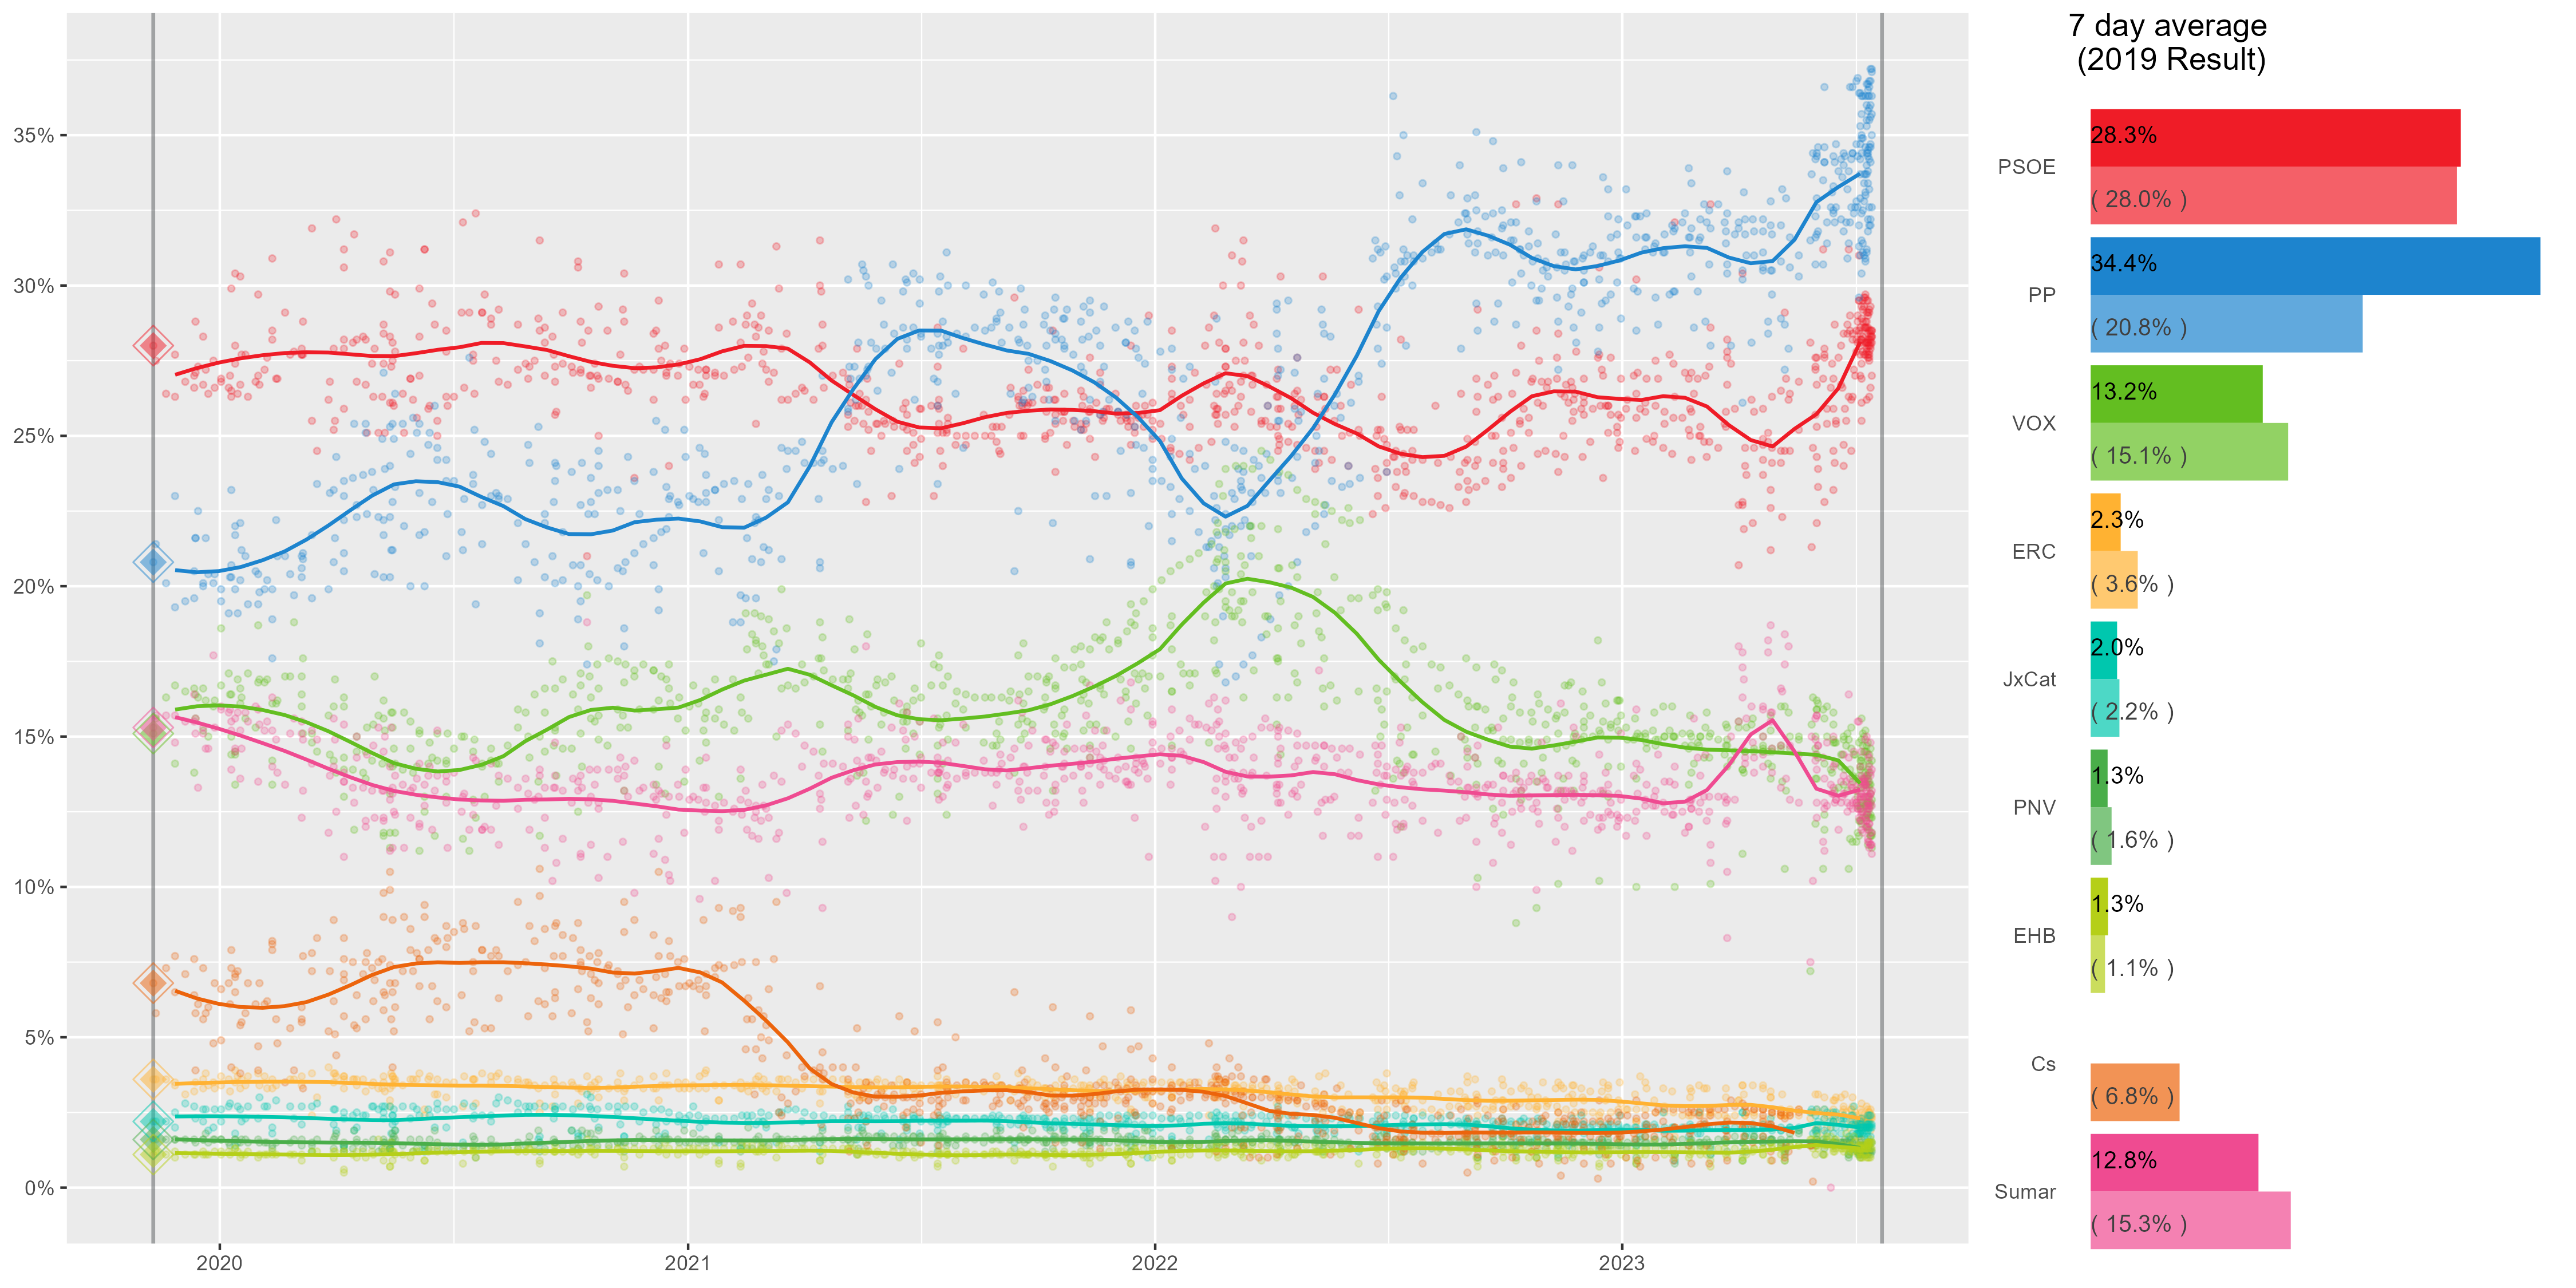 7 day average
(2019 Result)
35%
30%
25%
20%
15%
10%
5%
0%
2020
2021
2022
2023
PSOE
28.3%
( 28.0% )
PP
34.4%
( 20.8% )
VOX
13.2%
( 15.1% )
ERC
2.3%
( 3.6% )
JxCat
2.0%
( 2.2% )
PNV
1.3%
( 1.6% )
EHB
1.3%
( 1.1% )
Cs
( 6.8% )
Sumar
12.8%
( 15.3% )